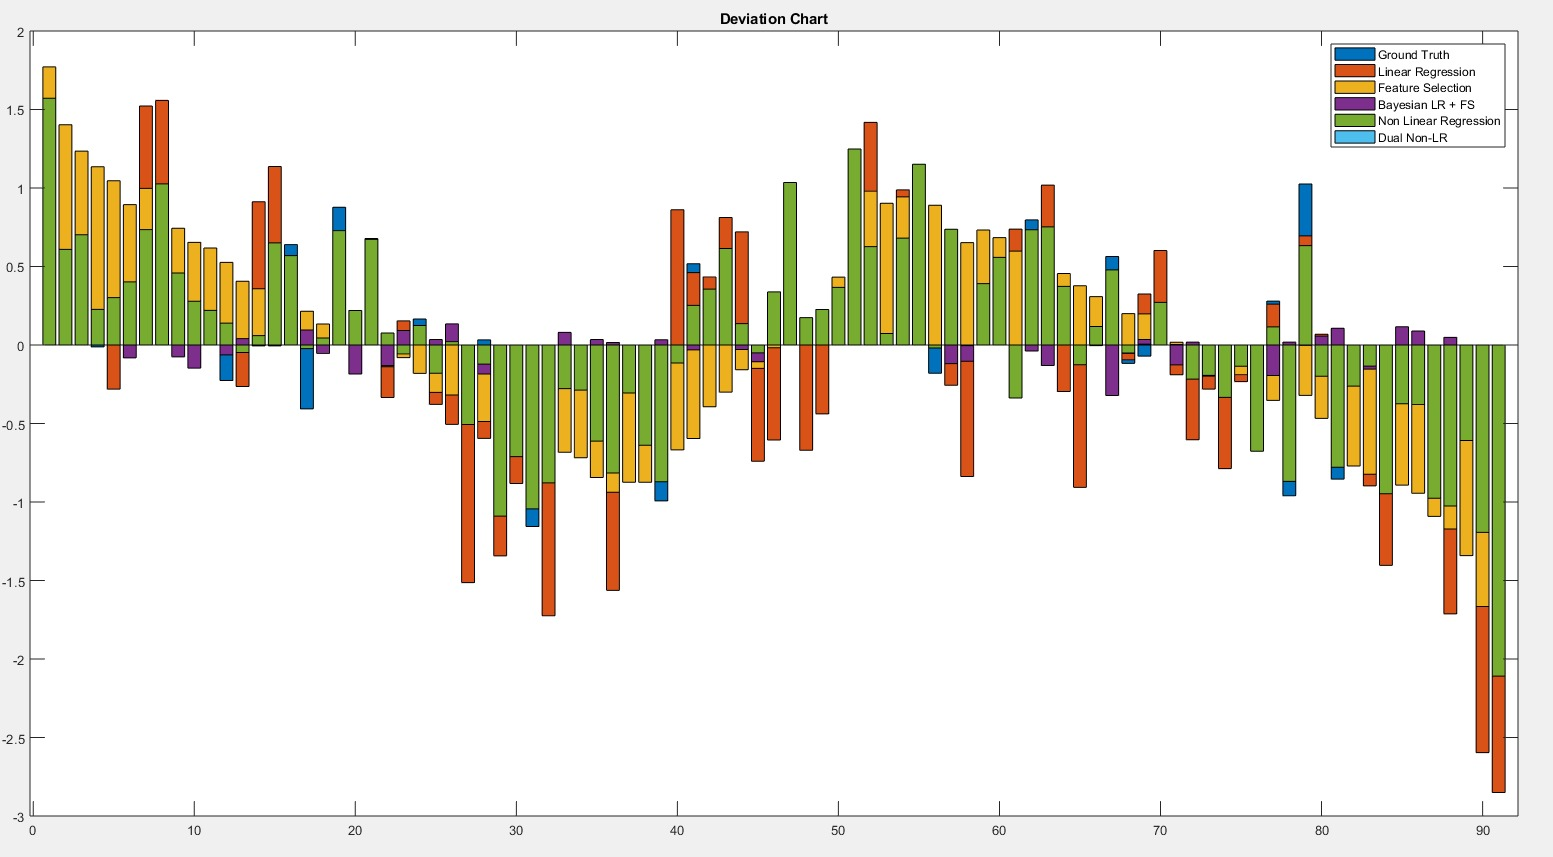 Deviation Chart
2
1.5
1
0.5
0
-0.5
-1
-1.5
-2
-2.5
-3
0 10 20 30 40 50 60 70 80 90
Ground Truth
Linear Regression
Feature Selection
Bayesian LR + FS
Non Linear Regression
Dual Non-LR